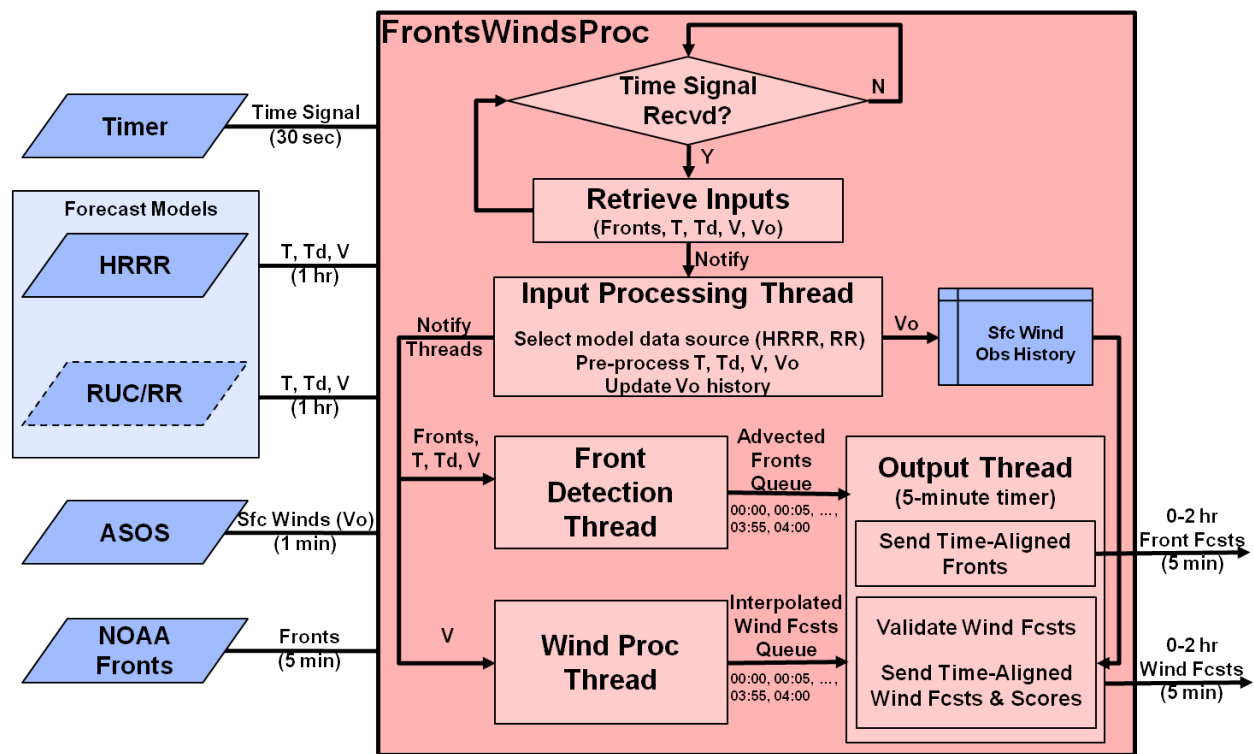 FrontsWindsProc
Time Signal
Recvd?
N
Y
Timer
Time Signal
(30 sec)
Retrieve Inputs
(Fronts, T, Td, V, Vo)
Notify
Forecast Models
HRRR
T, Td, V
(1 hr)
RUC/RR
T, Td, V
(1 hr)
Input Processing Thread
Select model data source (HRRR, RR)
Pre-process T, Td, V, Vo
Update Vo history
Notify
Threads
Vo
Sfc Wind
Obs History
Fronts,
T, Td, V
Front
Detection
Thread
Advected
Fronts
Queue
00:00, 00:05, ...,
03:55, 04:00
Output Thread
(5-minute timer)
Send Time-Aligned
Fronts
0-2 hr
Front Fcsts
(5 min)
ASOS
Sfc Winds (Vo)
(1 min)
NOAA
Fronts
Fronts
(5 min)
V
Wind Proc
Thread
Interpolated
Wind Fcsts
Queue
00:00, 00:05, ...,
03:55, 04:00
Validate Wind Fcsts
Send Time-Aligned
Wind Fcsts & Scores
0-2 hr
Wind Fcsts
(5 min)